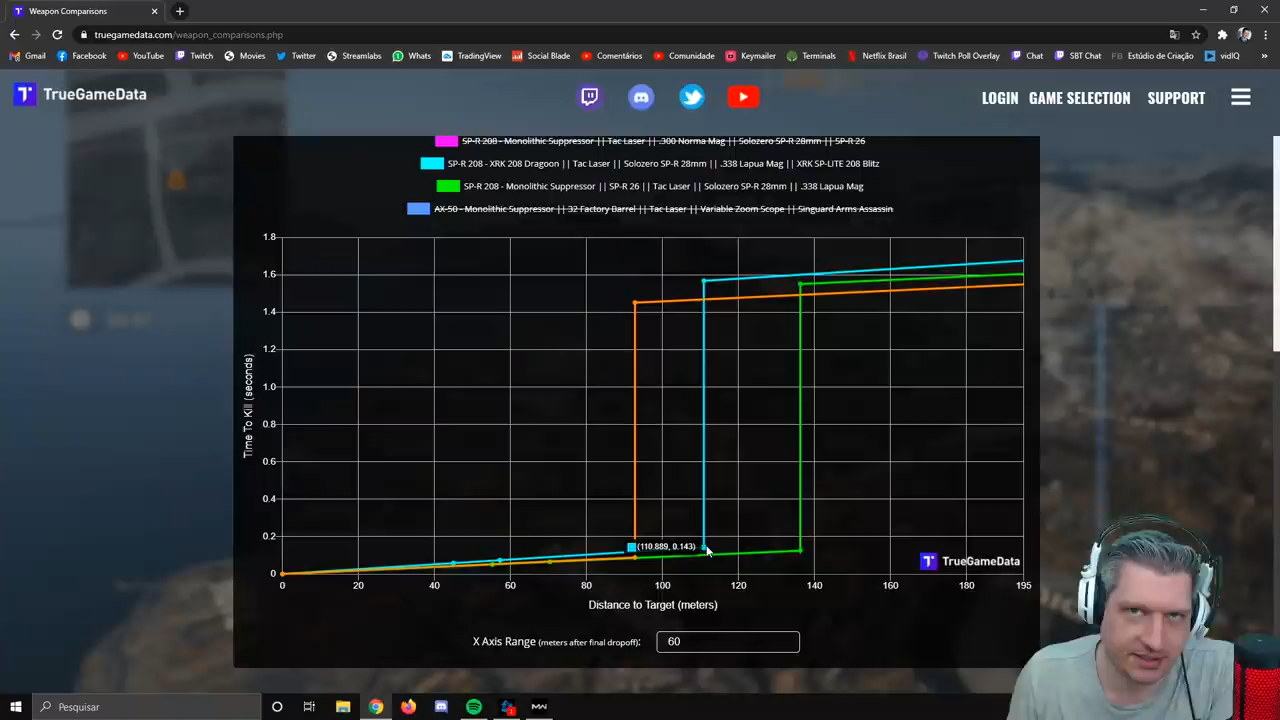 Weapon Comparisons
truegamedata.com/weapon_comparisons.php
Gmail Facebook YouTube Twitch Movies Twitter Streamlabs Whats TradingView Social Blade Comentários Comunidade Keymailer Terminals Netflix Brasil Twitch Poll Overlay Chat SBT Chat Estúdio de Criação vidIQ »
TrueGameData
LOGIN GAME SELECTION SUPPORT
SP-R 208 - Monolithic Suppressor || Tac Laser || .300 Norma Mag || Solozero SP-R 28mm || SP-R 26
SP-R 208 - XRK 208 Dragoon || Tac Laser || Solozero SP-R 28mm || .338 Lapua Mag || XRK SP-LITE 208 Blitz
SP-R 208 - Monolithic Suppressor || SP-R 26 || Tac Laser || Solozero SP-R 28mm || .338 Lapua Mag
AX-50 - Monolithic Suppressor || 32 Factory Barrel || Tac Laser || Variable Zoom Scope || Singuard Arms Assassin
1.8
1.6
1.4
1.2
1.0
0.8
0.6
0.4
0.2
0
Time To Kill (seconds)
(110.889, 0.143)
TrueGameData
0 20 40 60 80 100 120 140 160 180 195
Distance to Target (meters)
X Axis Range (meters after final dropoff): 60
Pesquisar